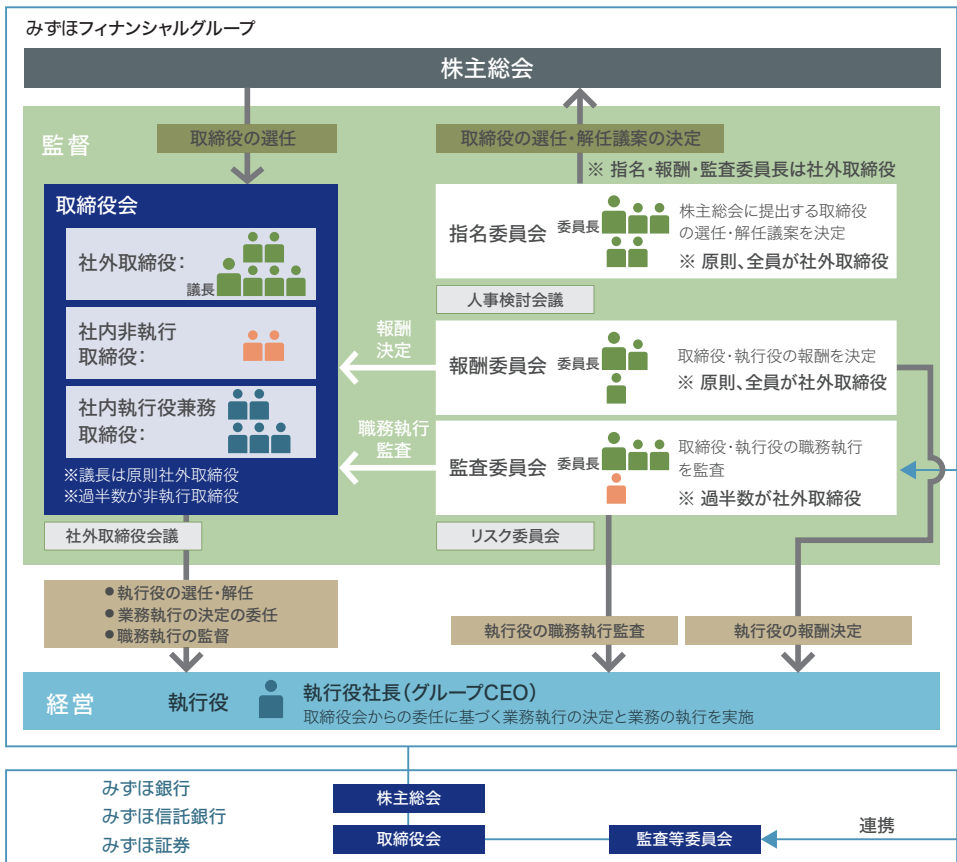 みずほフィナンシャルグループ
株主総会
監督
取締役の選任
取締役の選任・解任議案の決定
※ 指名・報酬・監査委員長は社外取締役
取締役会
社外取締役：
議長
社内非執行
取締役：
社内執行役兼務
取締役：
※議長は原則社外取締役
※過半数が非執行取締役
社外取締役会議
指名委員会
委員長
株主総会に提出する取締役
の選任・解任議案を決定
※ 原則、全員が社外取締役
人事検討会議
報酬
決定
報酬委員会
委員長
取締役・執行役の報酬を決定
※ 原則、全員が社外取締役
職務執行
監査
監査委員会
委員長
取締役・執行役の職務執行
を監査
※ 過半数が社外取締役
リスク委員会
●執行役の選任・解任
●業務執行の決定の委任
●職務執行の監督
執行役の職務執行監査
執行役の報酬決定
経営
執行役
執行役社長（グループCEO）
取締役会からの委任に基づく業務執行の決定と業務の執行を実施
みずほ銀行
みずほ信託銀行
みずほ証券
株主総会
取締役会
監査等委員会
連携